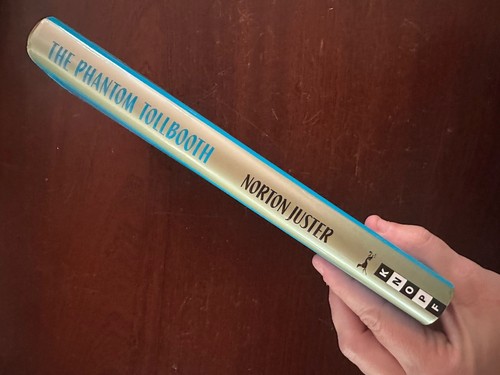 THE PHANTOM TOLLBOOTH
NORTON JUSTER
KNOPF